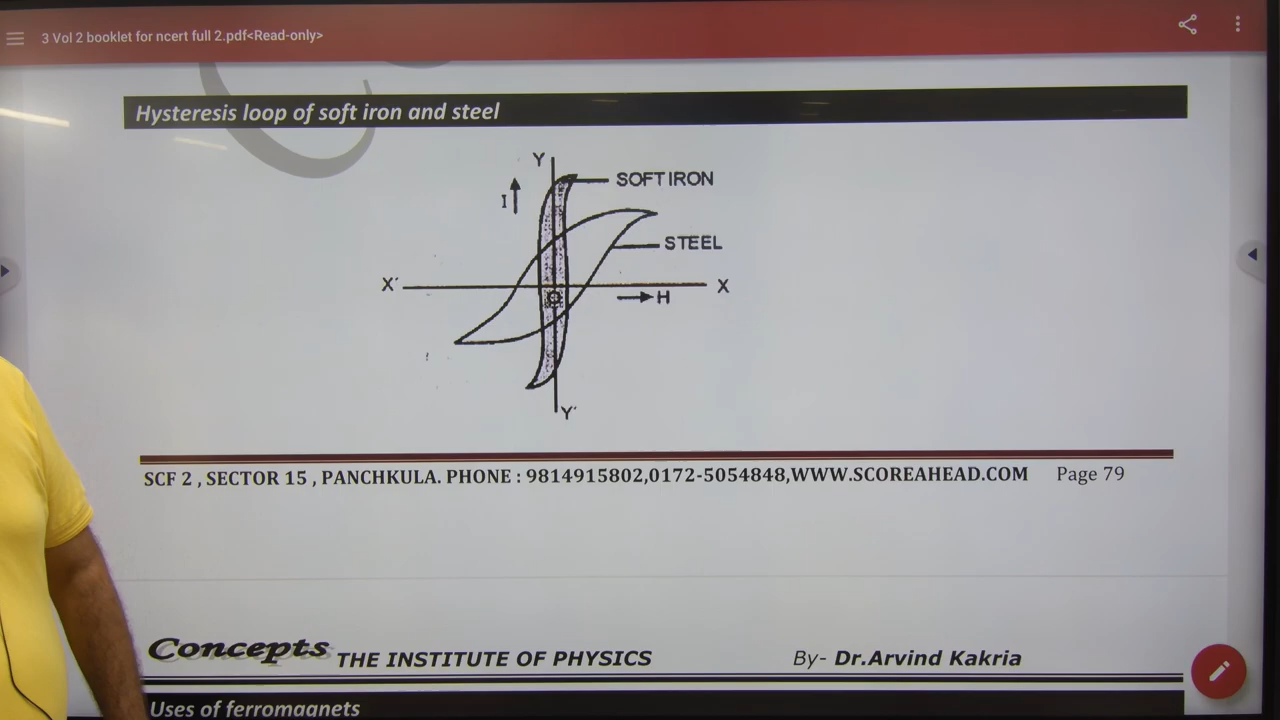 3 Vol 2 booklet for ncert full 2.pdf<Read-only>
Hysteresis loop of soft iron and steel
Y
I
SOFT IRON
STEEL
X'
X
H
Y'
SCF 2 , SECTOR 15 , PANCHKULA. PHONE : 9814915802,0172-5054848,WWW.SCOREAHEAD.COM Page 79
Concepts THE INSTITUTE OF PHYSICS By- Dr.Arvind Kakria
Uses of ferromagnets